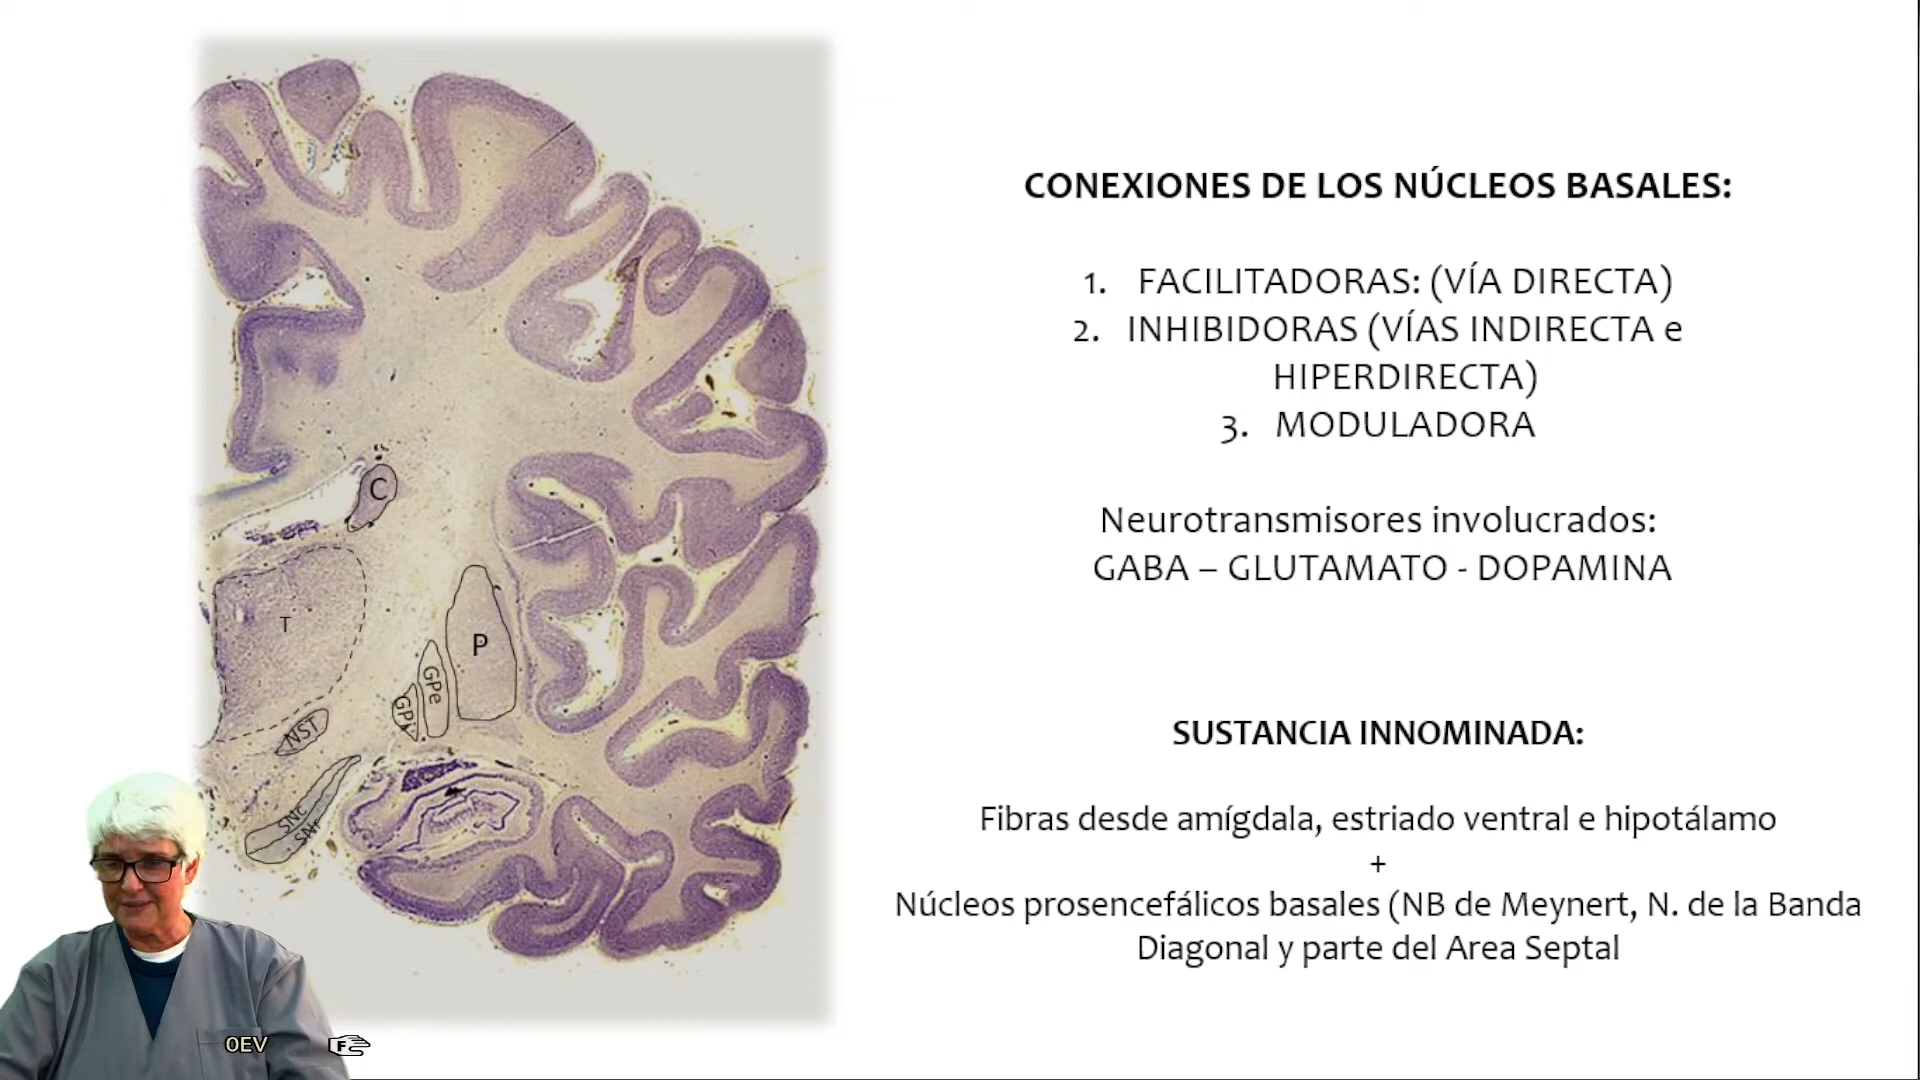 CONEXIONES DE LOS NÚCLEOS BASALES:
1. FACILITADORAS: (VÍA DIRECTA)
2. INHIBIDORAS (VÍAS INDIRECTA e
HIPERDIRECTA)
3. MODULADORA
Neurotransmisores involucrados:
GABA – GLUTAMATO - DOPAMINA
SUSTANCIA INNOMINADA:
Fibras desde amígdala, estriado ventral e hipotálamo
+
Núcleos prosencefálicos basales (NB de Meynert, N. de la Banda
Diagonal y parte del Area Septal
C
T
P
GPe
GPi
NST
SNc
SNr
OEV
F